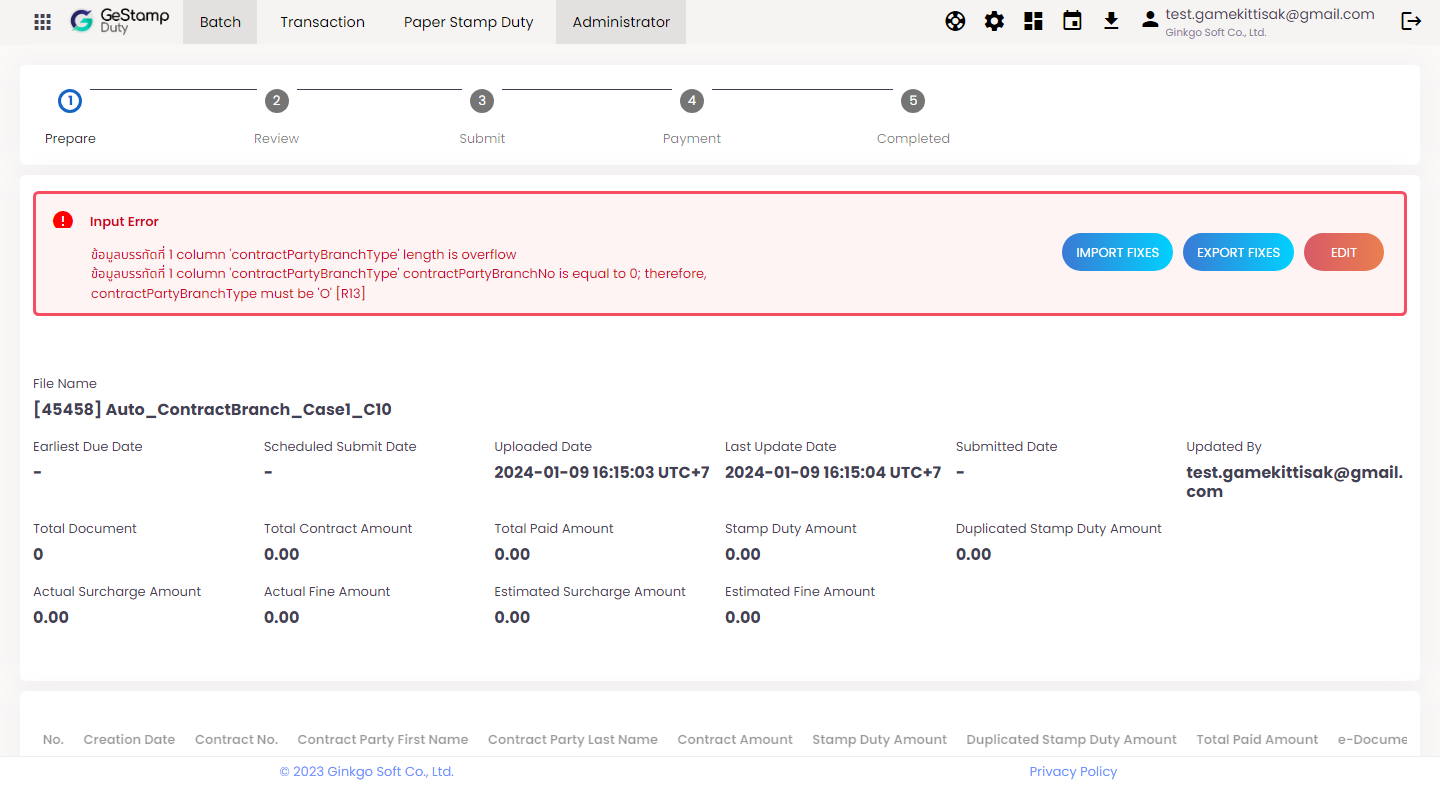 GeStamp
Duty
Batch
Transaction
Paper Stamp Duty
Administrator
test.gamekittisak@gmail.com
Ginkgo Soft Co., Ltd.
1
2
3
4
5
Prepare
Review
Submit
Payment
Completed
Input Error
ข้อมูลบรรทัดที่ 1 column 'contractPartyBranchType' length is overflow
ข้อมูลบรรทัดที่ 1 column 'contractPartyBranchType' contractPartyBranchNo is equal to 0; therefore,
contractPartyBranchType must be 'O' [R13]
IMPORT FIXES
EXPORT FIXES
EDIT
File Name
[45458] Auto_ContractBranch_Case1_C10
Earliest Due Date
Scheduled Submit Date
Uploaded Date
Last Update Date
Submitted Date
Updated By
-
-
2024-01-09 16:15:03 UTC+7
2024-01-09 16:15:04 UTC+7
-
test.gamekittisak@gmail.
com
Total Document
Total Contract Amount
Total Paid Amount
Stamp Duty Amount
Duplicated Stamp Duty Amount
0
0.00
0.00
0.00
0.00
Actual Surcharge Amount
Actual Fine Amount
Estimated Surcharge Amount
Estimated Fine Amount
0.00
0.00
0.00
0.00
No.
Creation Date
Contract No.
Contract Party First Name
Contract Party Last Name
Contract Amount
Stamp Duty Amount
Duplicated Stamp Duty Amount
Total Paid Amount
e-Docume
© 2023 Ginkgo Soft Co., Ltd.
Privacy Policy